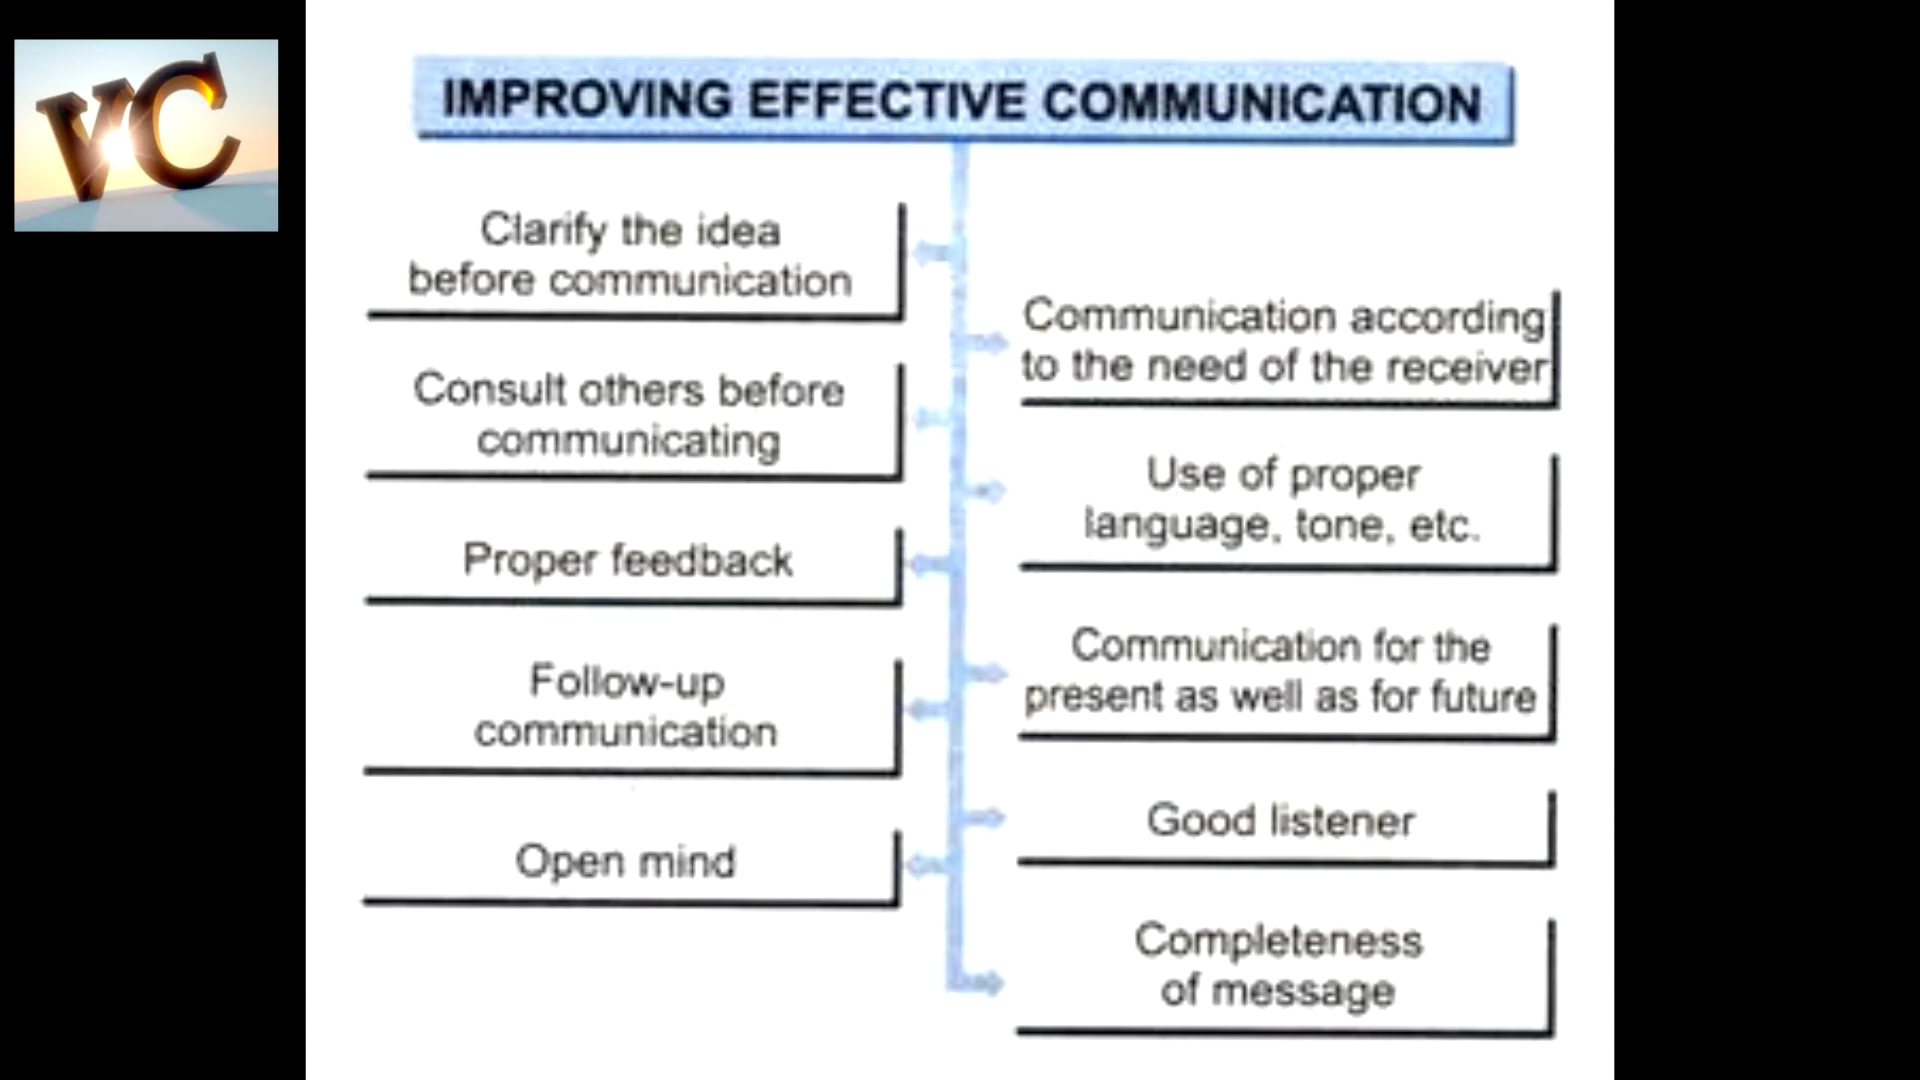 VC
IMPROVING EFFECTIVE COMMUNICATION
Clarify the idea
before communication
Communication according
to the need of the receiver
Consult others before
communicating
Use of proper
language, tone, etc.
Proper feedback
Communication for the
present as well as for future
Follow-up
communication
Good listener
Open mind
Completeness
of message